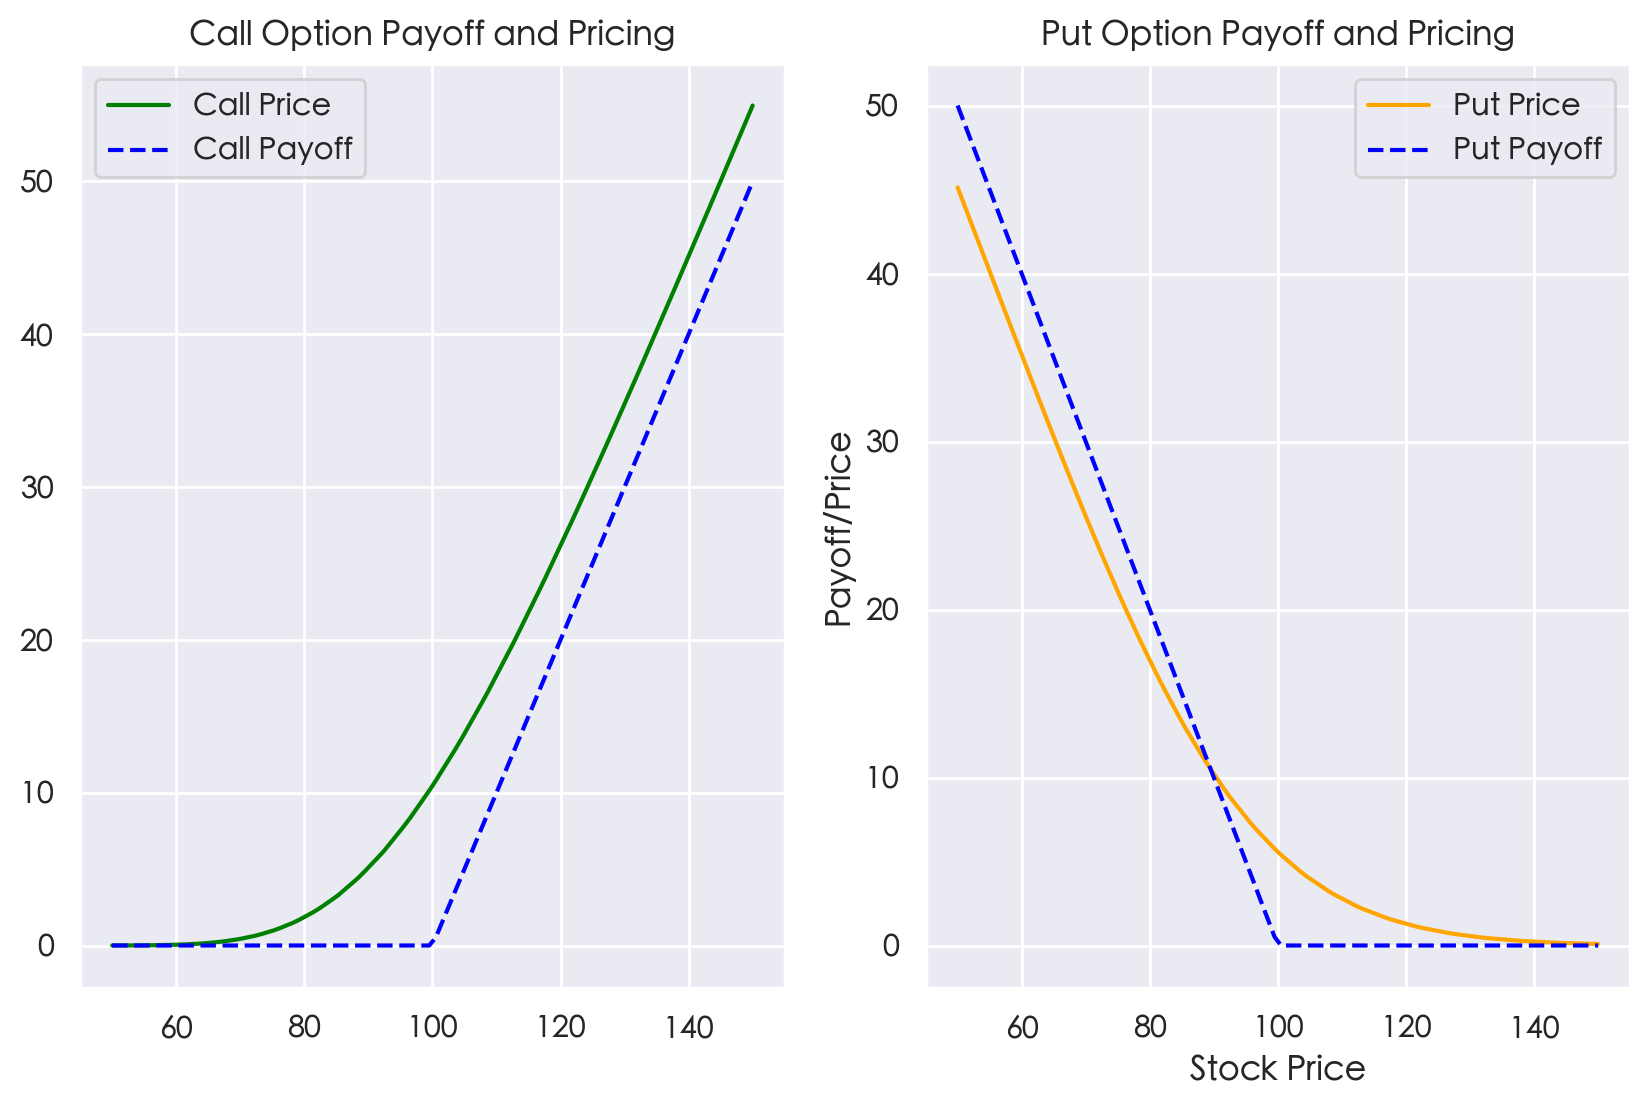 Call Option Payoff and Pricing
Call Price
Call Payoff
50
40
30
20
10
0
60 80 100 120 140
Put Option Payoff and Pricing
Put Price
Put Payoff
Payoff/Price
50
40
30
20
10
0
60 80 100 120 140
Stock Price